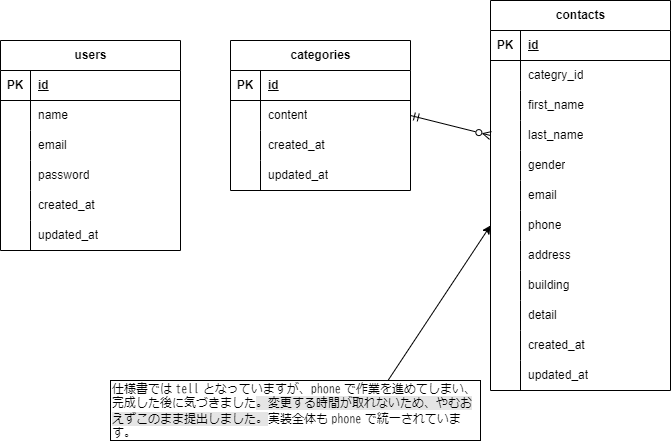 users
PK id
name
email
password
created_at
updated_at
categories
PK id
content
created_at
updated_at
contacts
PK id
categry_id
first_name
last_name
gender
email
phone
address
building
detail
created_at
updated_at
仕様書では tell となっていますが、phone で作業を進めてしまい、
完成した後に気づきました。変更する時間が取れないため、やむお
えずこのまま提出しました。実装全体も phone で統一されていま
す。